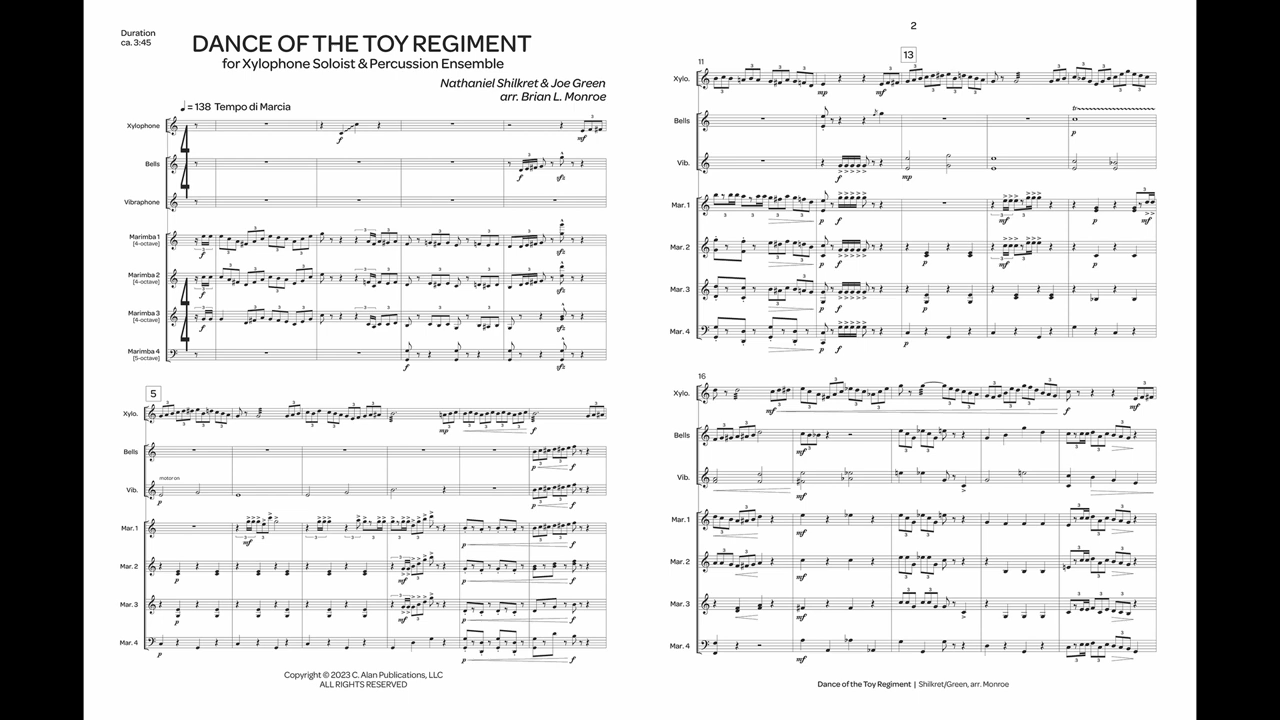 Duration
ca. 3:45
DANCE OF THE TOY REGIMENT
for Xylophone Soloist & Percussion Ensemble
Nathaniel Shilkret & Joe Green
arr. Brian L. Monroe
= 138 Tempo di Marcia
Xylophone
Bells
Vibraphone
Marimba 1
[4-octave]
Marimba 2
[4-octave]
Marimba 3
[4-octave]
Marimba 4
[5-octave]
5
Xylo.
Bells
motor on
Vib.
Mar. 1
Mar. 2
Mar. 3
Mar. 4
Copyright © 2023 C. Alan Publications, LLC
ALL RIGHTS RESERVED
2
13
11
Xylo.
Bells
Vib.
Mar. 1
Mar. 2
Mar. 3
Mar. 4
16
Xylo.
Bells
Vib.
Mar. 1
Mar. 2
Mar. 3
Mar. 4
Dance of the Toy Regiment | Shilkret/Green, arr. Monroe